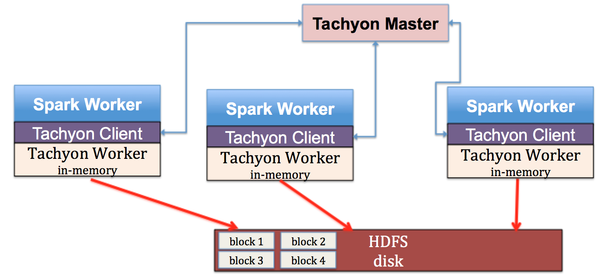 Tachyon Master
Spark Worker
Tachyon Client
Tachyon Worker
in-memory
Spark Worker
Tachyon Client
Tachyon Worker
in-memory
Spark Worker
Tachyon Client
Tachyon Worker
in-memory
block 1
block 2
block 3
block 4
HDFS
disk